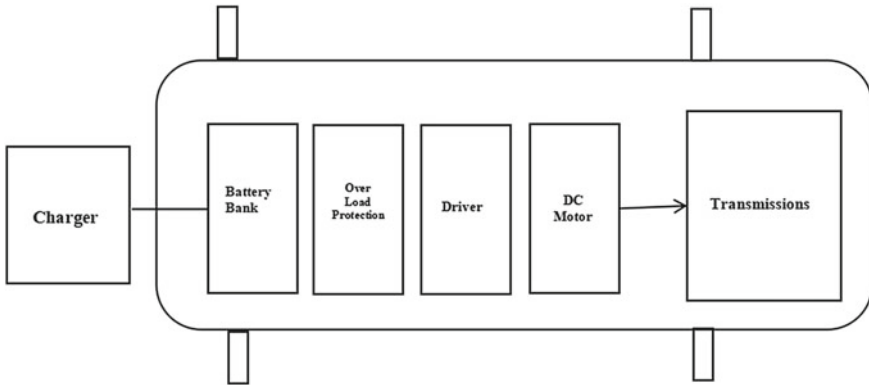 Charger
Battery
Bank
Over
Load
Protection
Driver
DC
Motor
Transmissions